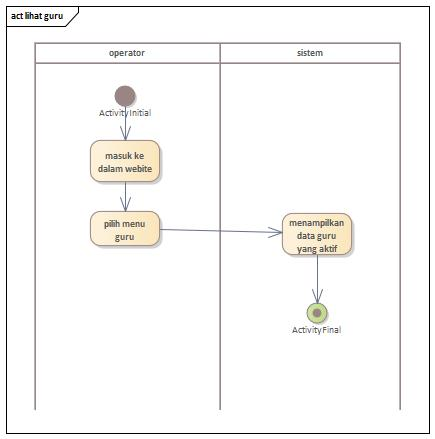 act lihat guru
operator
sistem
ActivityInitial
masuk ke
dalam webite
pilih menu
guru
menampilkan
data guru
yang aktif
ActivityFinal